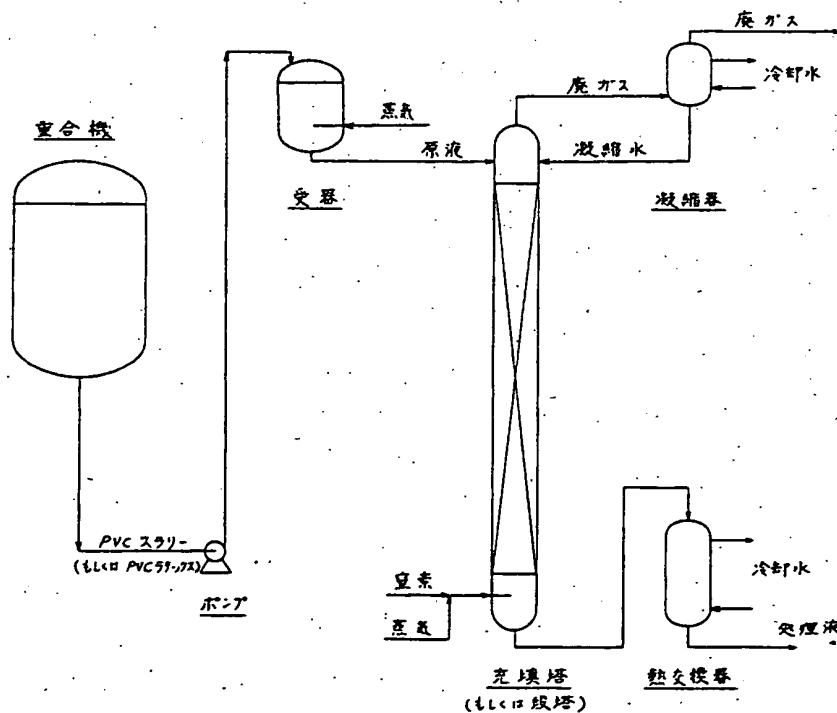 廃ガス
冷却水
廃ガス
重合機
蒸気
原液
凝縮水
受器
凝縮器
PVCスラリー
(もしくはPVCラテックス)
ポンプ
窒素
蒸気
冷却水
処理液
充填塔
(もしくは段塔)
熱交換器